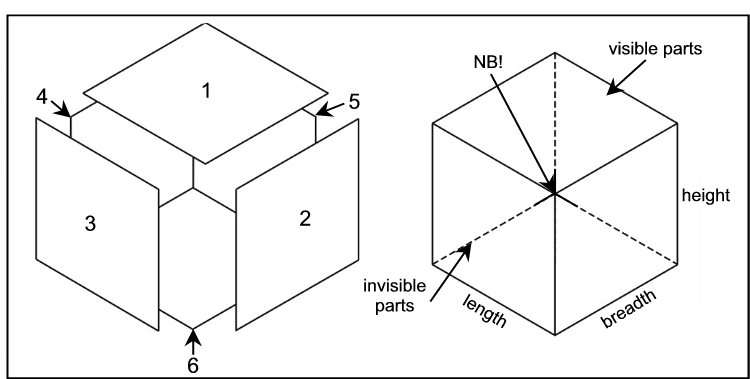 1
4
5
3
2
6
NB!
visible parts
height
invisible
parts
length
breadth